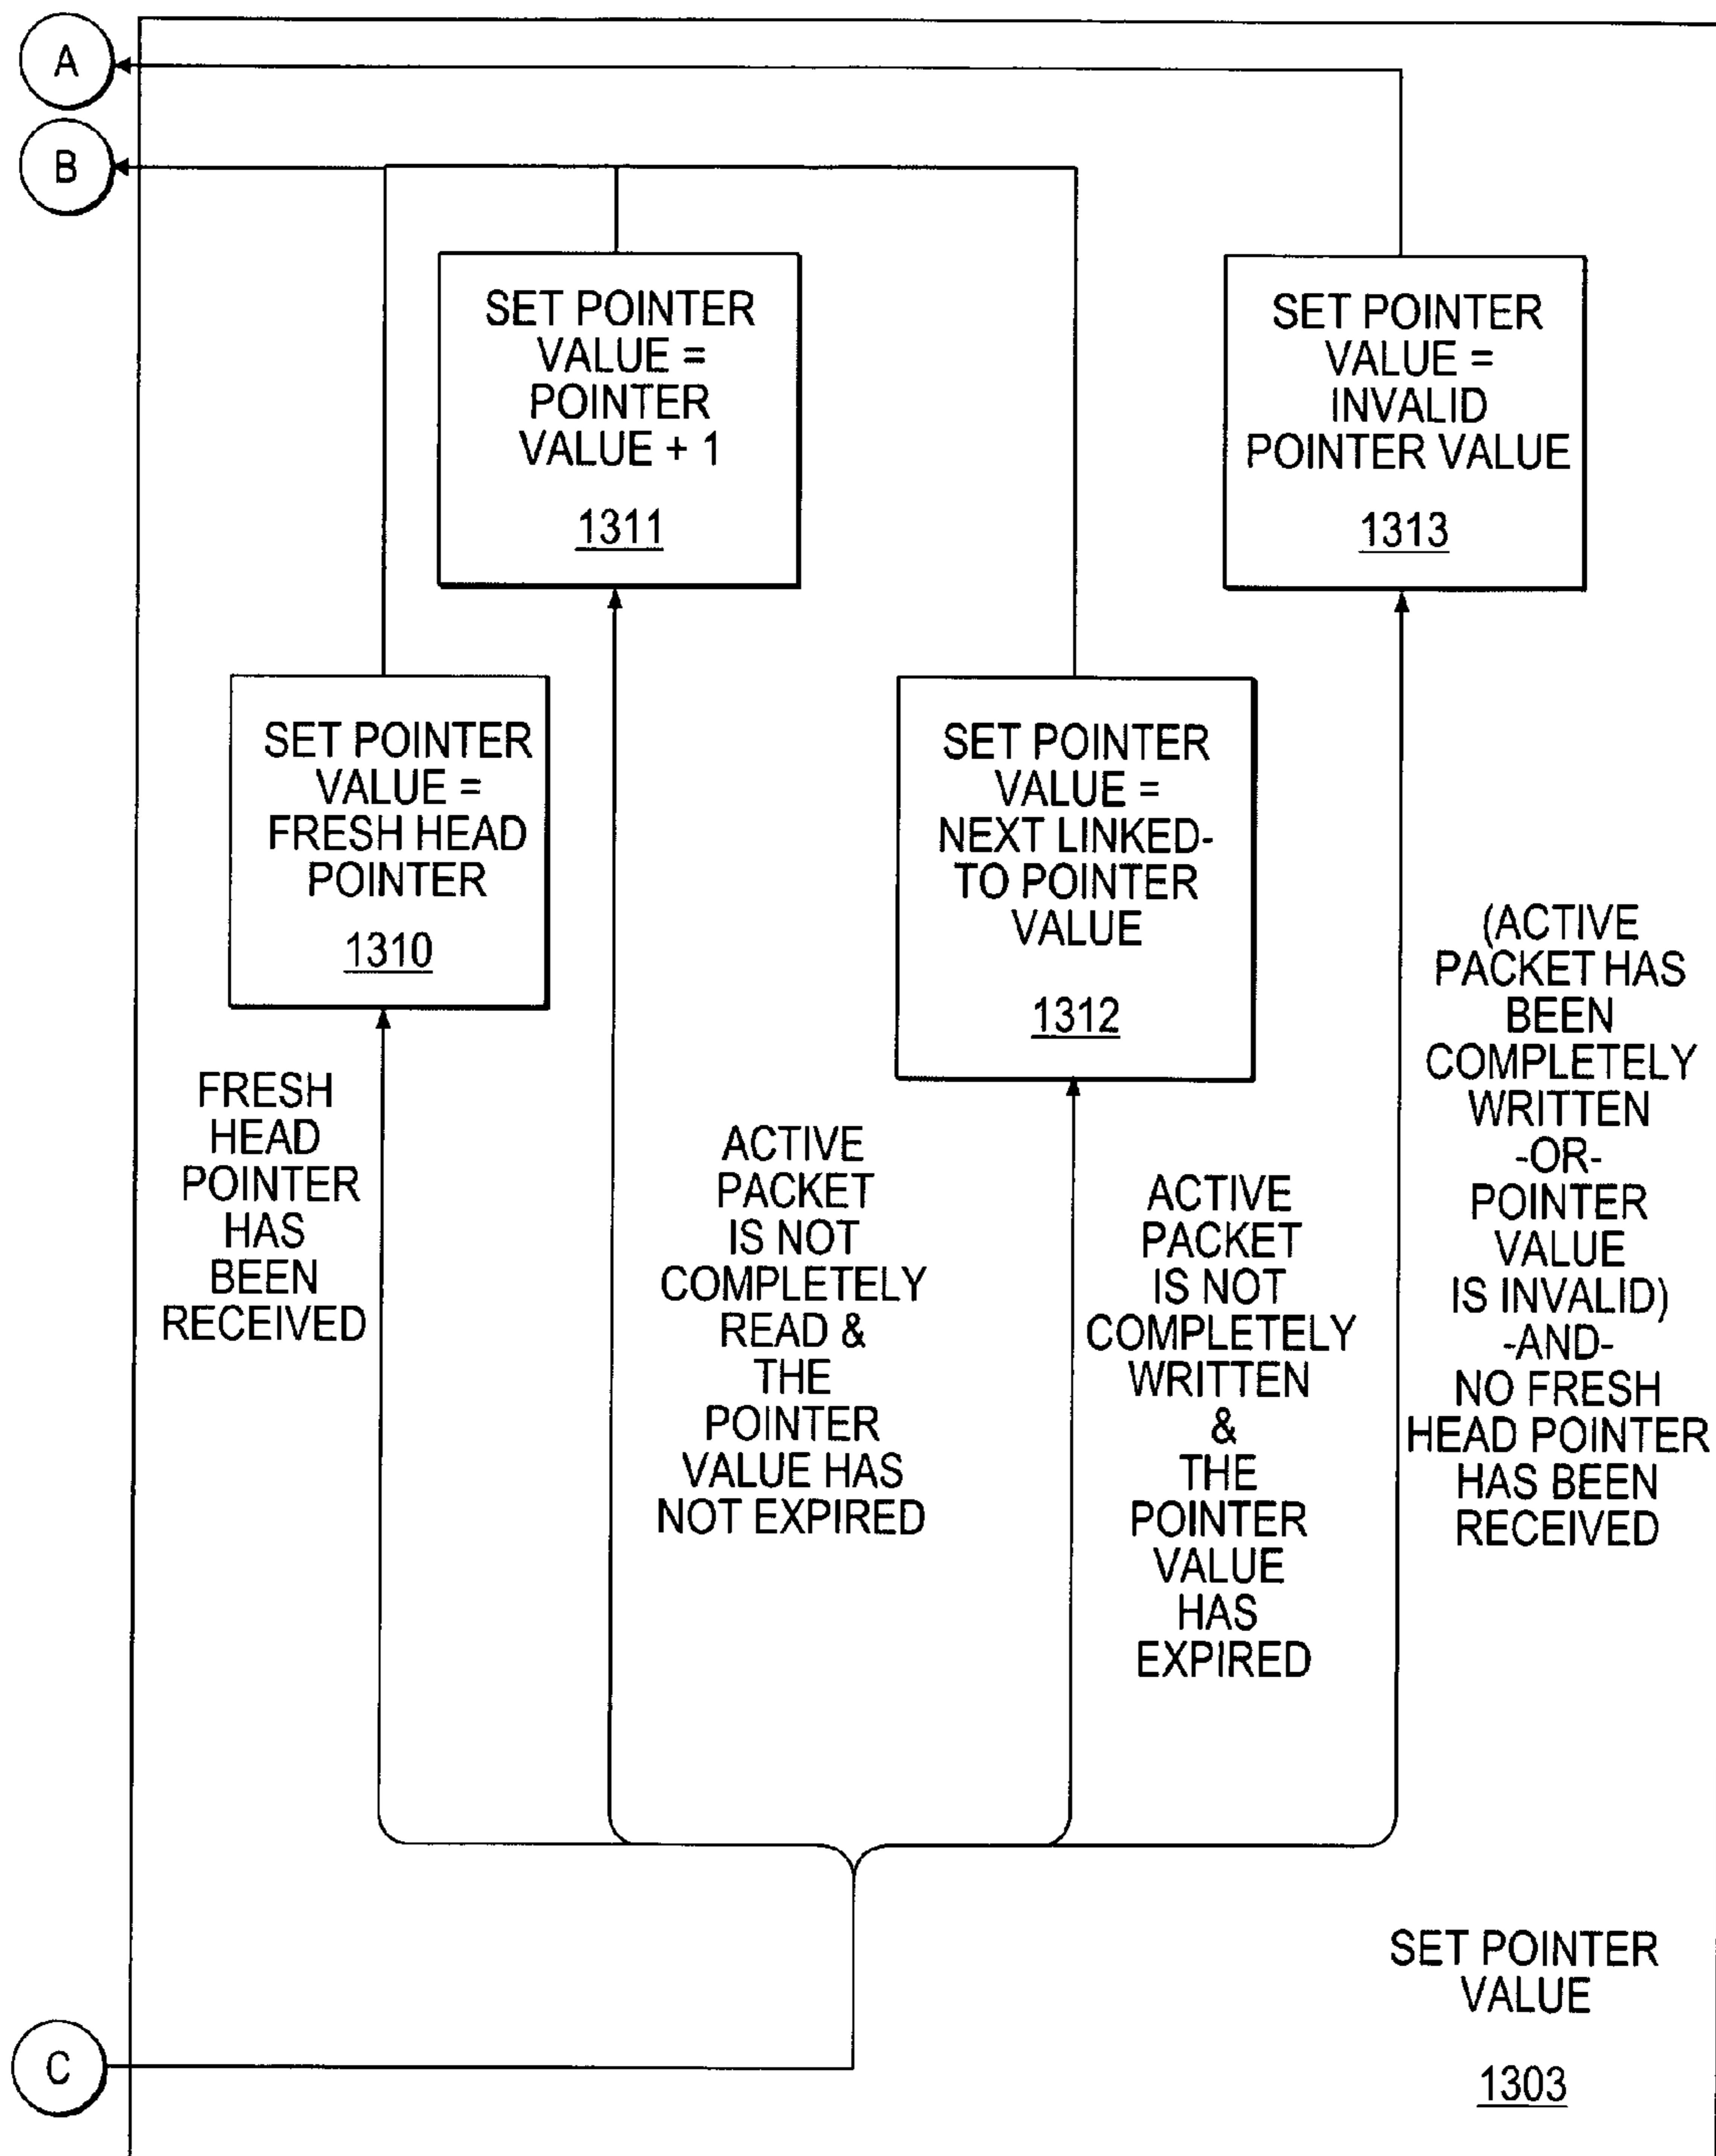 A
B
SET POINTER
VALUE =
POINTER
VALUE + 1
1311
SET POINTER
VALUE =
INVALID
POINTER VALUE
1313
SET POINTER
VALUE =
FRESH HEAD
POINTER
1310
SET POINTER
VALUE =
NEXT LINKED-
TO POINTER
VALUE
1312
FRESH
HEAD
POINTER
HAS
BEEN
RECEIVED
ACTIVE
PACKET
IS NOT
COMPLETELY
READ &
THE
POINTER
VALUE HAS
NOT EXPIRED
ACTIVE
PACKET
IS NOT
COMPLETELY
WRITTEN
&
THE
POINTER
VALUE
HAS
EXPIRED
(ACTIVE
PACKET HAS
BEEN
COMPLETELY
WRITTEN
-OR-
POINTER
VALUE
IS INVALID)
-AND-
NO FRESH
HEAD POINTER
HAS BEEN
RECEIVED
SET POINTER
VALUE
1303
C